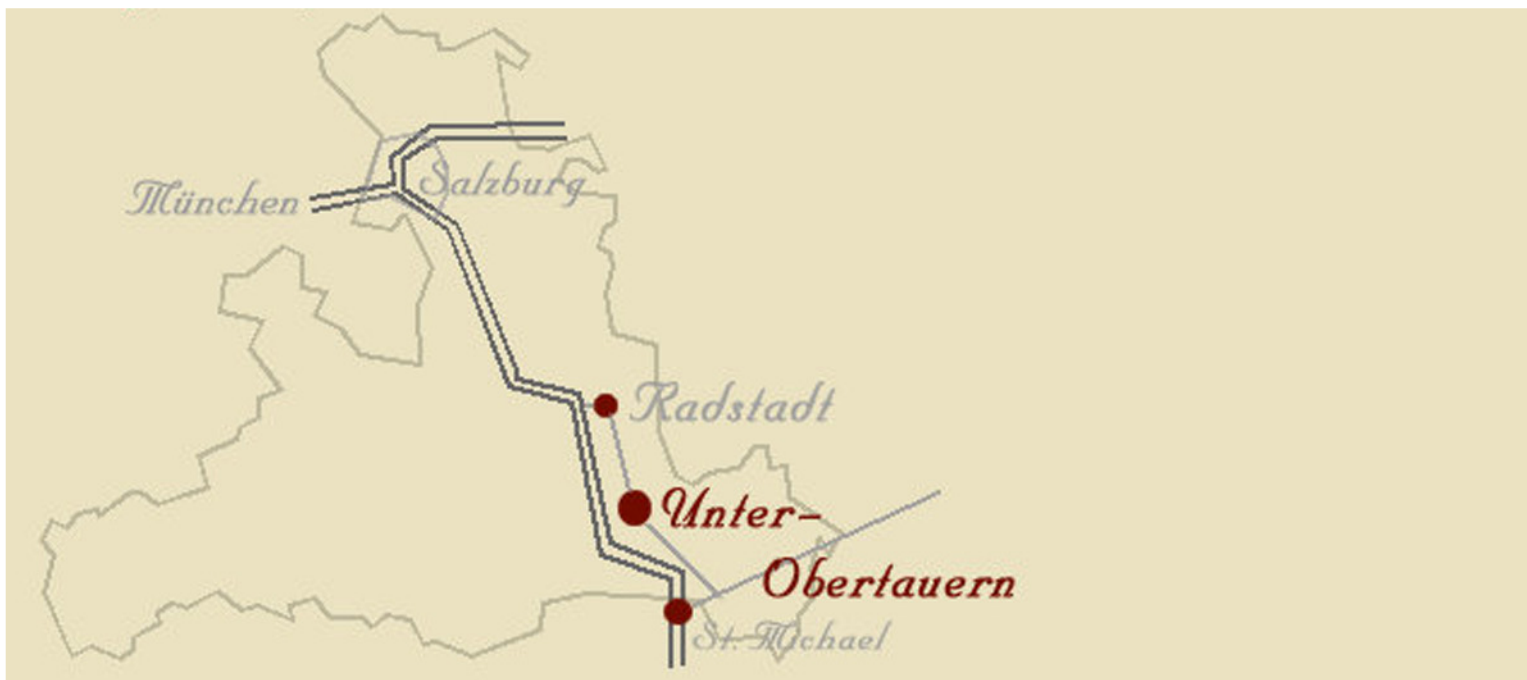 Salzburg
München
Radstadt
Unter-
Obertauern
St. Michael